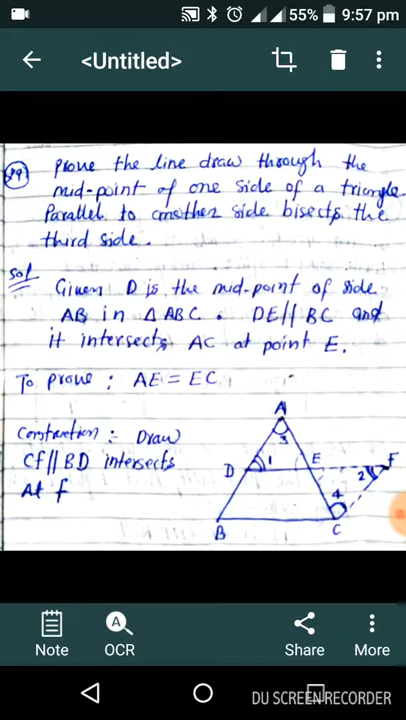 55% 9:57 pm
<Untitled>
29) Prove the line draw through the
mid-point of one side of a triangle
Parallel to another side bisects the
third side.
Sol
Given D is the mid-point of side
AB in Δ ABC . DE// BC and
it intersects AC at point E.
To prove : AE = EC
Construction :- Draw
CF // BD intersects
At f
A
3
D 1 E F
2
4
B C
Note OCR Share More
DU SCREEN RECORDER